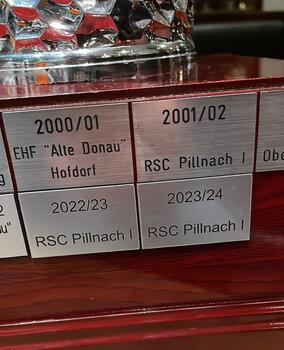 2000/01
EHF "Alte Donau"
Hofdorf
2001/02
RSC Pillnach I
2022/23
RSC Pillnach I
2023/24
RSC Pillnach I